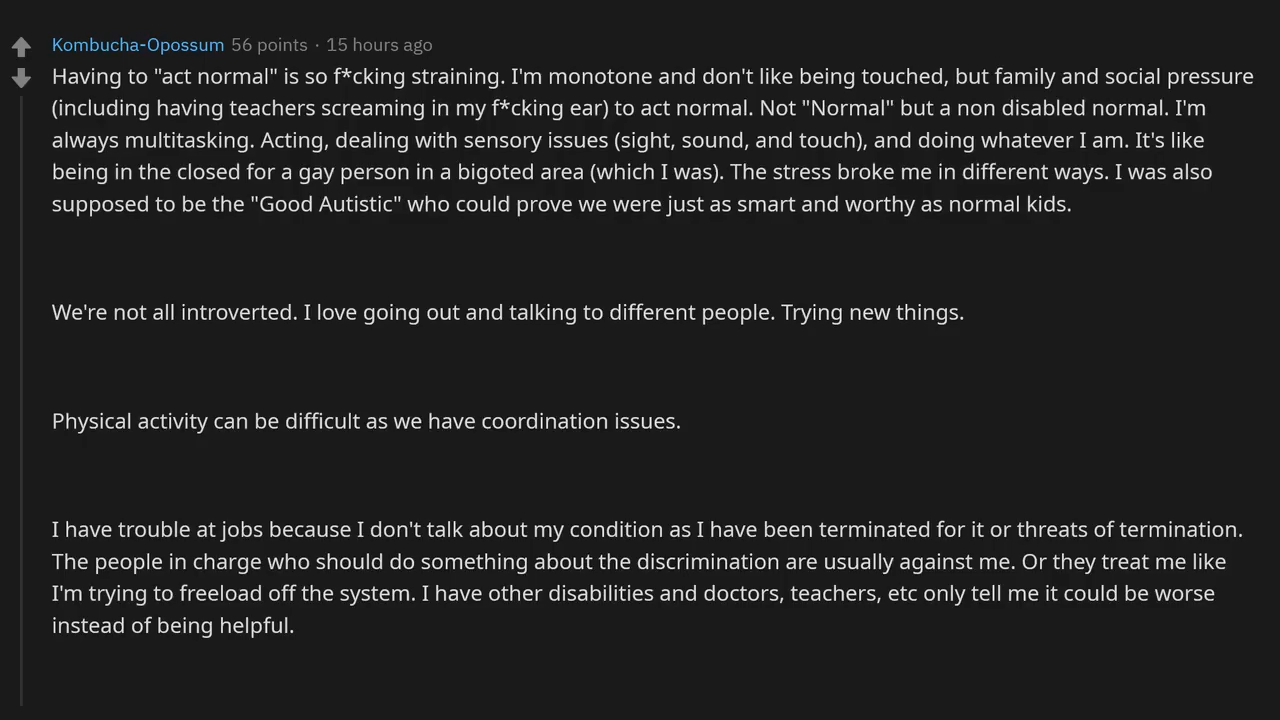 Kombucha-Opossum 56 points · 15 hours ago
Having to "act normal" is so f*cking straining. I'm monotone and don't like being touched, but family and social pressure
(including having teachers screaming in my f*cking ear) to act normal. Not "Normal" but a non disabled normal. I'm
always multitasking. Acting, dealing with sensory issues (sight, sound, and touch), and doing whatever I am. It's like
being in the closed for a gay person in a bigoted area (which I was). The stress broke me in different ways. I was also
supposed to be the "Good Autistic" who could prove we were just as smart and worthy as normal kids.
We're not all introverted. I love going out and talking to different people. Trying new things.
Physical activity can be difficult as we have coordination issues.
I have trouble at jobs because I don't talk about my condition as I have been terminated for it or threats of termination.
The people in charge who should do something about the discrimination are usually against me. Or they treat me like
I'm trying to freeload off the system. I have other disabilities and doctors, teachers, etc only tell me it could be worse
instead of being helpful.